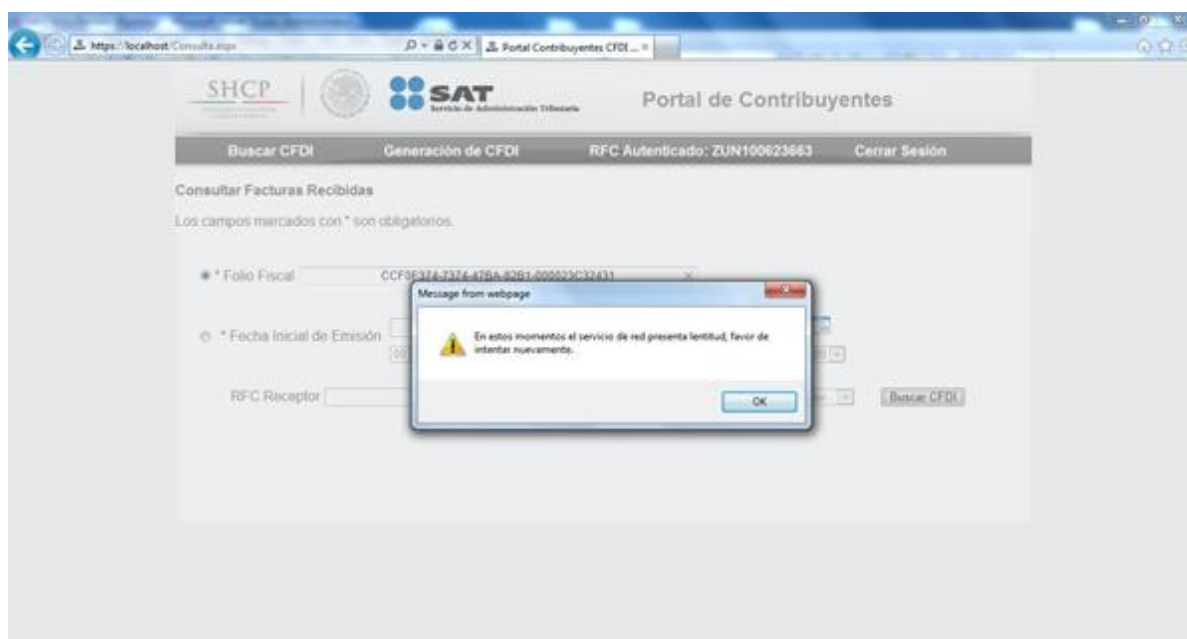 https://localhost/Consulta.aspx
Portal Contribuyentes CFDI ...
SHCP
SAT
Servicio de Administración Tributaria
Portal de Contribuyentes
Buscar CFDI Generación de CFDI RFC Autenticado: ZUN100623663 Cerrar Sesión
Consultar Facturas Recibidas
Los campos marcados con * son obligatorios.
* Folio Fiscal
Message from webpage
En estos momentos el servicio de red presenta lentitud, favor de
intentar nuevamente.
* Fecha Inicial de Emisión
OK
RFC Receptor
Buscar CFDI